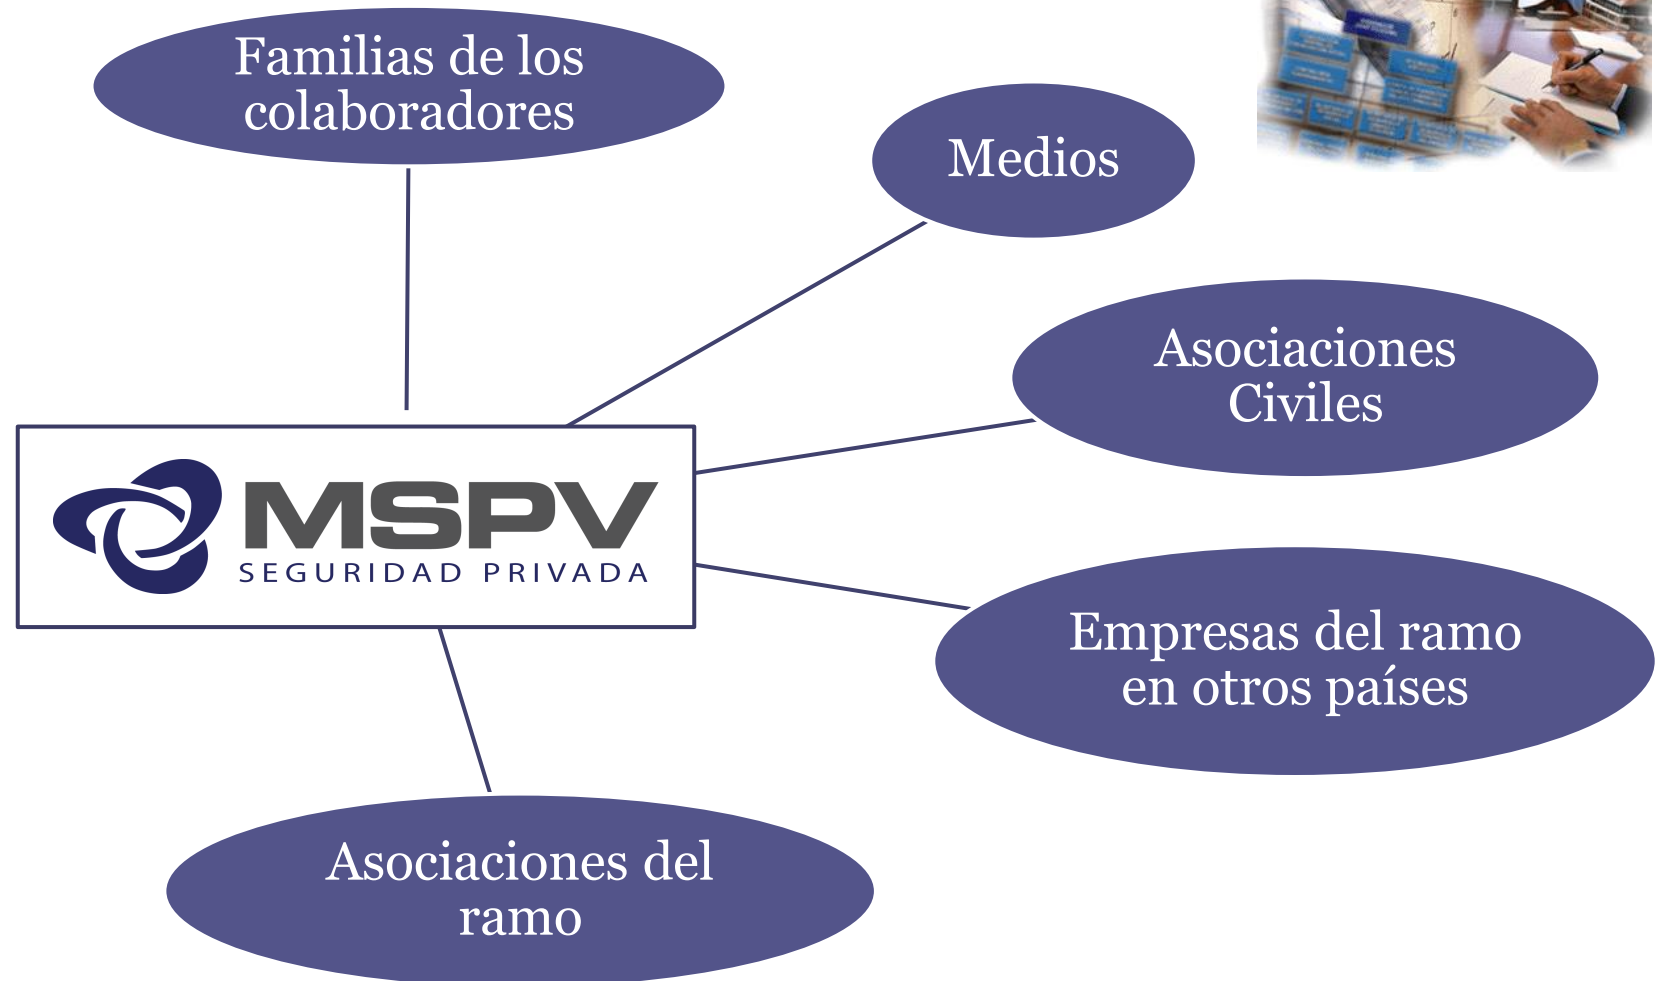 Familias de los
colaboradores
Medios
Asociaciones
Civiles
MSPV
SEGURIDAD PRIVADA
Empresas del ramo
en otros países
Asociaciones del
ramo